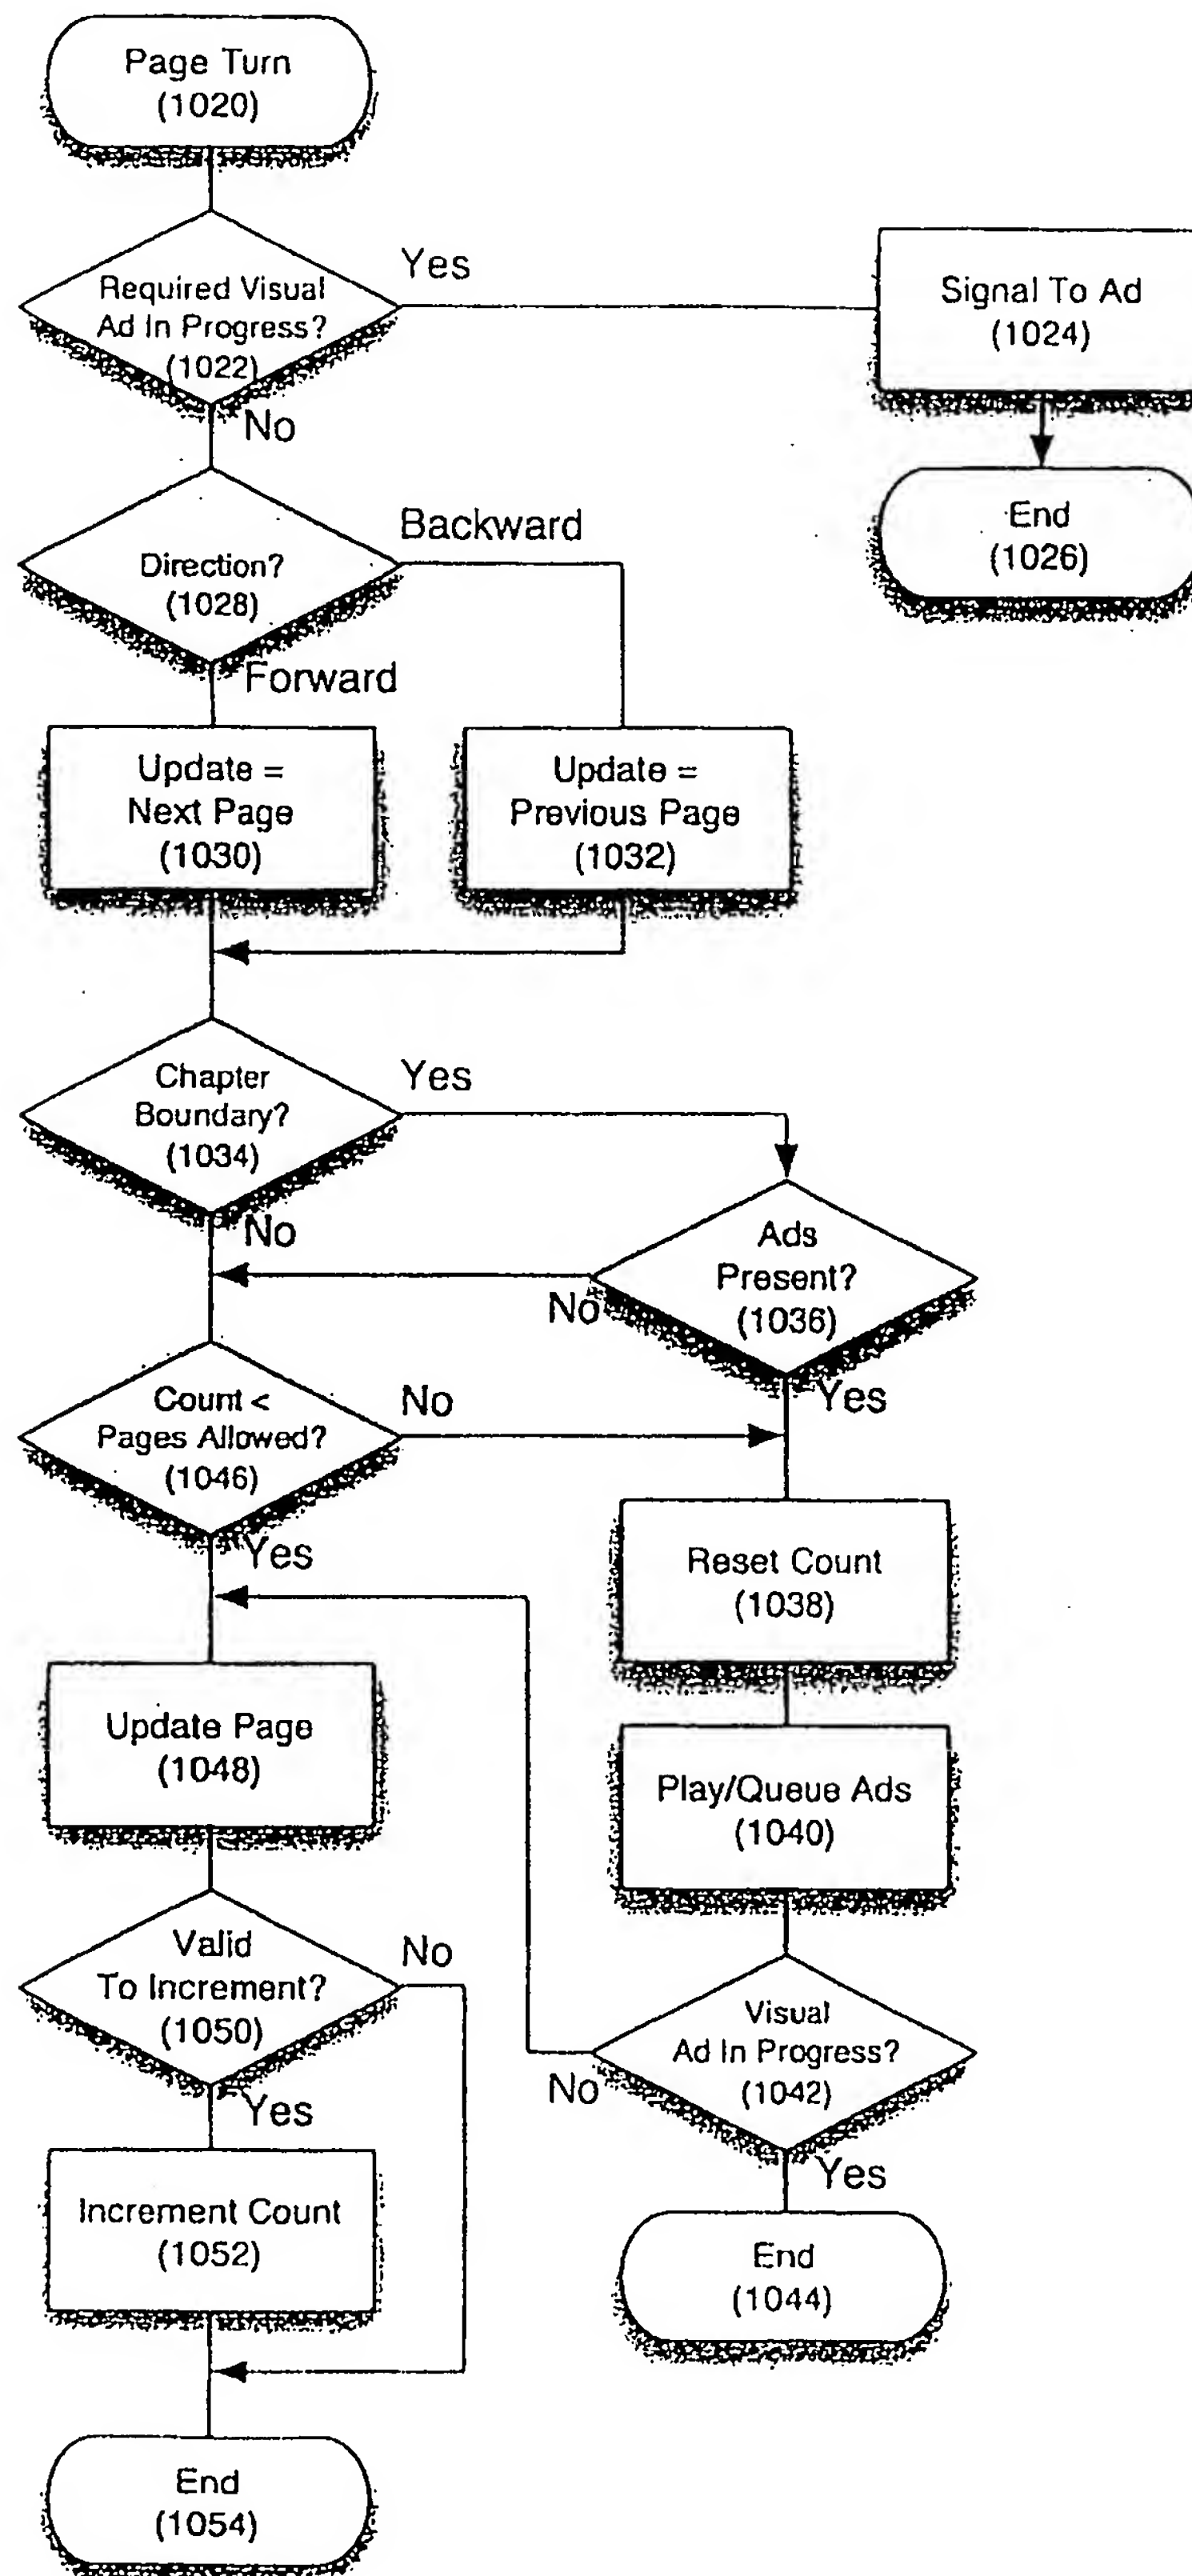 Page Turn
(1020)
Required Visual
Ad In Progress?
(1022)
Yes
No
Signal To Ad
(1024)
End
(1026)
Direction?
(1028)
Backward
Forward
Update =
Next Page
(1030)
Update =
Previous Page
(1032)
Chapter
Boundary?
(1034)
Yes
No
Ads
Present?
(1036)
No
Yes
Count <
Pages Allowed?
(1046)
No
Yes
Reset Count
(1038)
Update Page
(1048)
Play/Queue Ads
(1040)
Valid
To Increment?
(1050)
No
Yes
Visual
Ad In Progress?
(1042)
No
Yes
Increment Count
(1052)
End
(1044)
End
(1054)